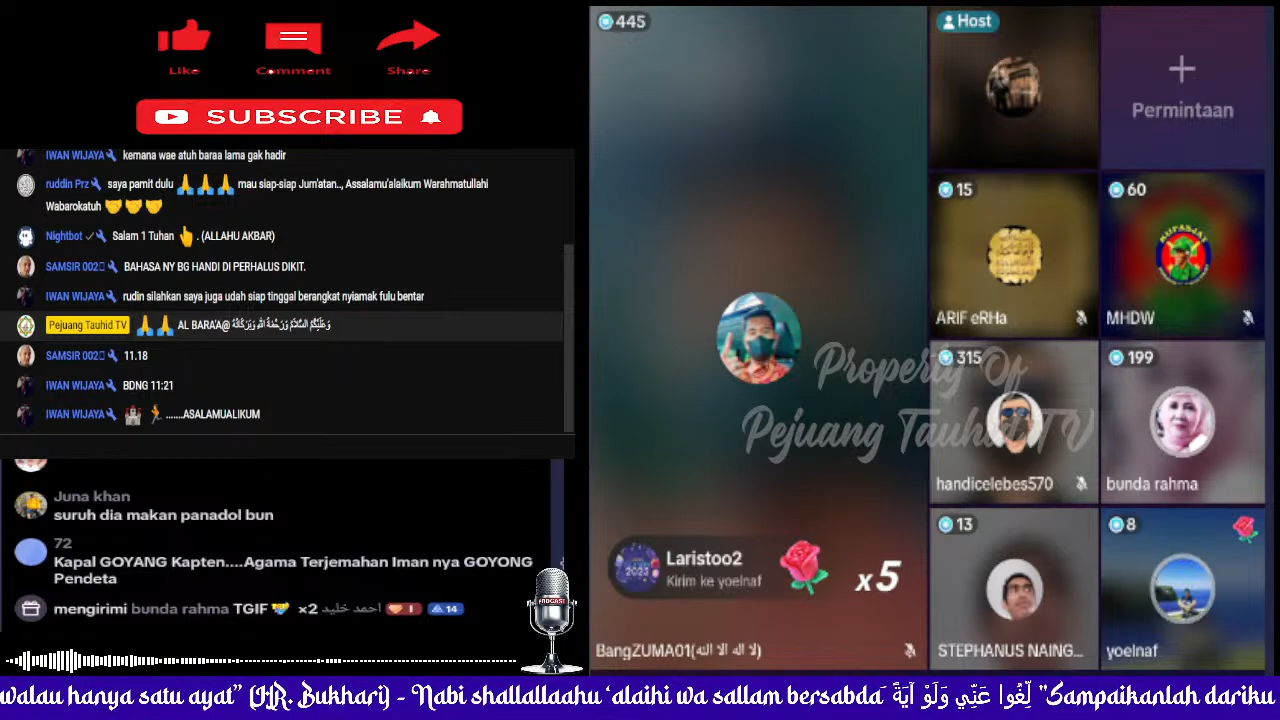 Like
Comment
Share
SUBSCRIBE
IWAN WIJAYA kemana wae atuh baraa lama gak hadir
ruddin Prz saya pamit dulu 🙏🙏🙏 mau siap-siap Jum'atan.., Assalamu'alaikum Warahmatullahi
Wabarokatuh 🤝🤝🤝
Nightbot Salam 1 Tuhan 👆. (ALLAHU AKBAR)
SAMSIR 002 BAHASA NY BG HANDI DI PERHALUS DIKIT.
IWAN WIJAYA rudin silahkan saya juga udah siap tinggal berangkat nyiamak fulu bentar
Pejuang Tauhid TV 🙏🙏 AL BARA'A@ وَعَلَيْكُمُ السَّلَامُ وَرَحْمَةُ اللهِ وَبَرَكَاتُهُ
SAMSIR 002 11.18
IWAN WIJAYA BDNG 11:21
IWAN WIJAYA 🏰 🏃.......ASALAMUALIKUM
Juna khan
suruh dia makan panadol bun
72
Kapal GOYANG Kapten....Agama Terjemahan Iman nya GOYONG
Pendeta
mengirimi bunda rahma TGIF x2 احمد خليد 1 14
PODCAST
445
Host
Permintaan
15
ARIF eRHa
60
MHDW
315
handicelebes570
199
bunda rahma
13
STEPHANUS NAING...
8
yoelnaf
Property Of
Pejuang Tauhid TV
2023
Laristoo2
Kirim ke yoelnaf
x5
BangZUMA01(لا اله الا الله)
walau hanya satu ayat" (HR. Bukhari) - Nabi shallallaahu 'alaihi wa sallam bersabda لِّغُوا عَنِّي وَلَوْ آيَةً "Sampaikanlah dariku